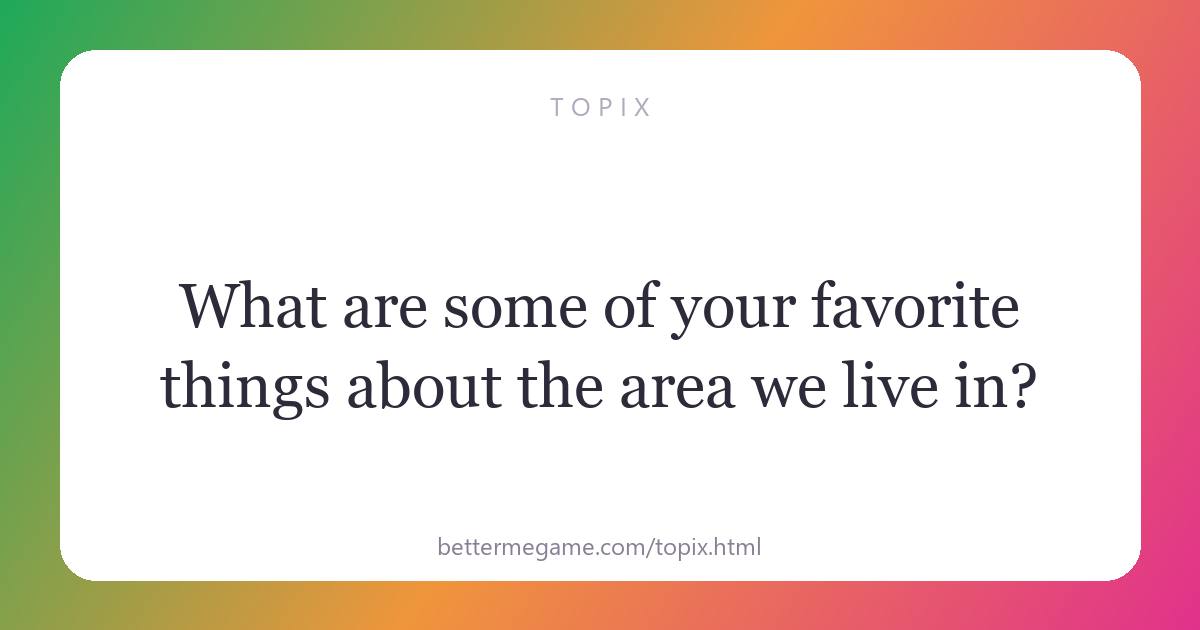 TOPIX
What are some of your favorite
things about the area we live in?
bettermegame.com/topix.html